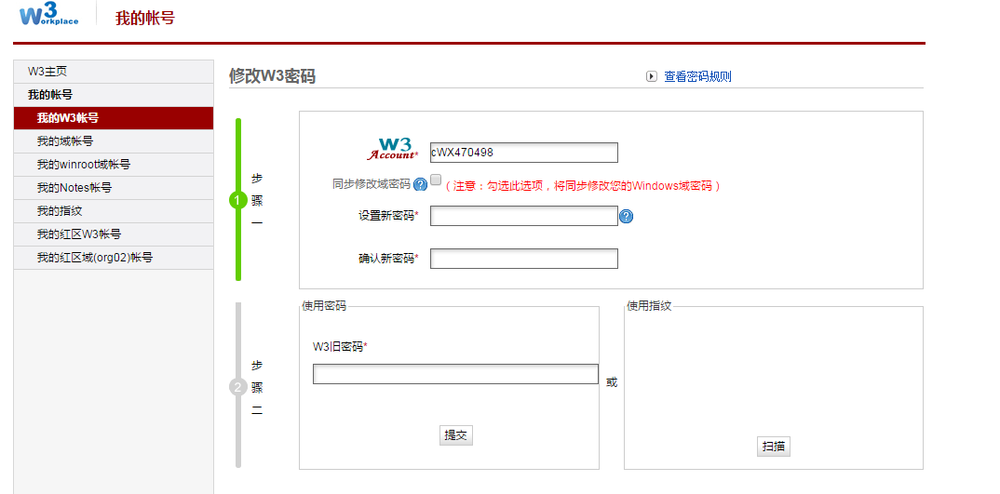 W3
Workplace
我的帐号
W3主页
我的帐号
我的W3帐号
我的域帐号
我的winroot域帐号
我的Notes帐号
我的指纹
我的红区W3帐号
我的红区域(org02)帐号
修改W3密码
查看密码规则
1
步
骤
一
W3
Account*
cWX470498
同步修改域密码
?
(注意：勾选此选项，将同步修改您的Windows域密码)
设置新密码*
?
确认新密码*
2
步
骤
二
使用密码
W3旧密码*
提交
或
使用指纹
扫描